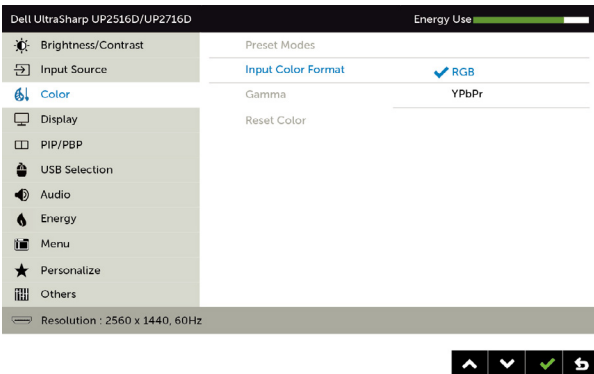 Dell UltraSharp UP2516D/UP2716D
Energy Use
Brightness/Contrast
Input Source
Color
Display
PIP/PBP
USB Selection
Audio
Energy
Menu
Personalize
Others
Preset Modes
Input Color Format
Gamma
Reset Color
RGB
YPbPr
Resolution : 2560 x 1440, 60Hz